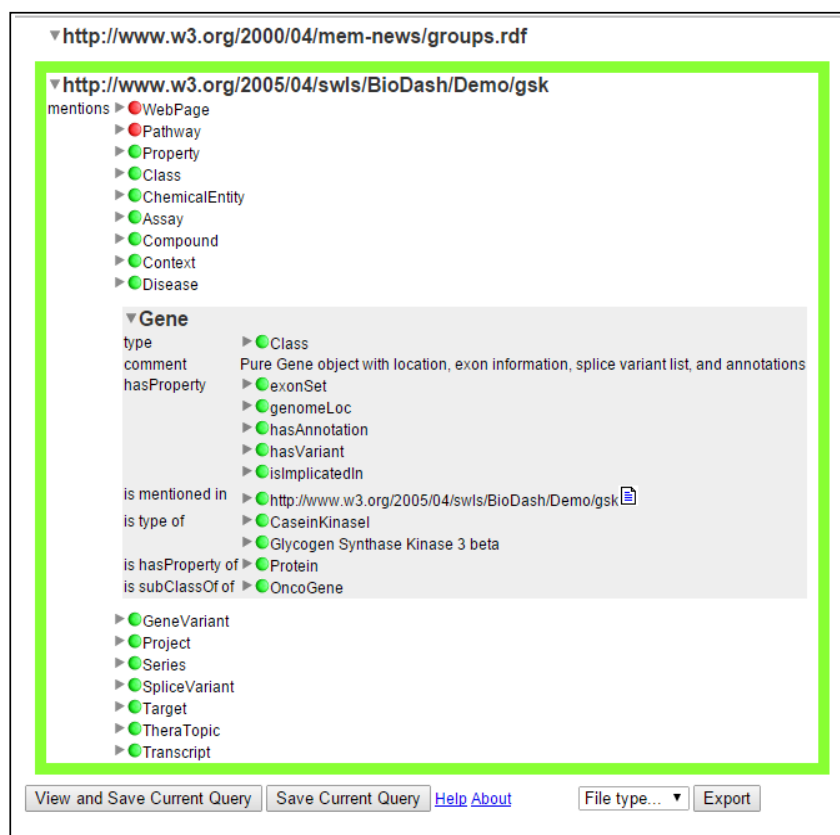 http://www.w3.org/2000/04/mem-news/groups.rdf
http://www.w3.org/2005/04/swls/BioDash/Demo/gsk
mentions WebPage
Pathway
Property
Class
ChemicalEntity
Assay
Compound
Context
Disease
Gene
type Class
comment Pure Gene object with location, exon information, splice variant list, and annotations
hasProperty exonSet
genomeLoc
hasAnnotation
hasVariant
isImplicatedIn
is mentioned in http://www.w3.org/2005/04/swls/BioDash/Demo/gsk
is type of CaseinKinaseI
Glycogen Synthase Kinase 3 beta
is hasProperty of Protein
is subClassOf of OncoGene
GeneVariant
Project
Series
SpliceVariant
Target
TheraTopic
Transcript
View and Save Current Query Save Current Query Help About File type... Export